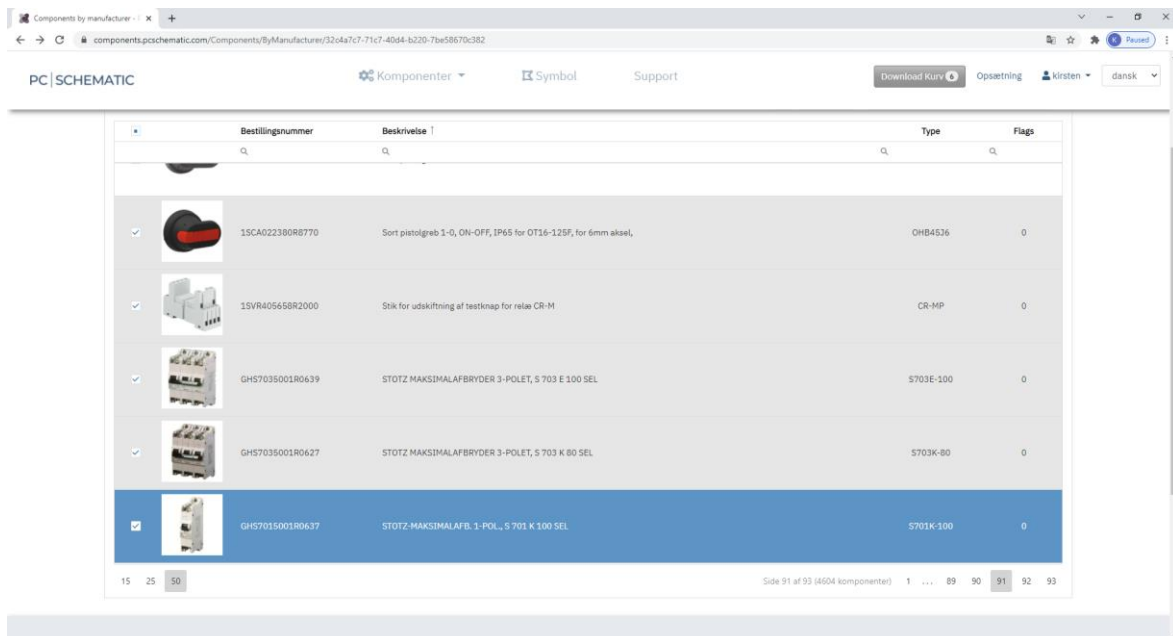 Components by manufacturer -
components.pcschematic.com/Components/ByManufacturer/32c4a7c7-71c7-40d4-b220-7be58670c382
K Paused
PC|SCHEMATIC Komponenter Symbol Support Download Kurv 6 Opsætning kirsten dansk
Bestillingsnummer Beskrivelse Type Flags
1SCA022380R8770 Sort pistolgreb 1-0, ON-OFF, IP65 for OT16-125F, for 6mm aksel, OHB45J6 0
1SVR405658R2000 Stik for udskiftning af testknap for relæ CR-M CR-MP 0
GHS7035001R0639 STOTZ MAKSIMALAFBRYDER 3-POLET, S 703 E 100 SEL S703E-100 0
GHS7035001R0627 STOTZ MAKSIMALAFBRYDER 3-POLET, S 703 K 80 SEL S703K-80 0
GHS7015001R0637 STOTZ-MAKSIMALAFB. 1-POL., S 701 K 100 SEL S701K-100 0
15 25 50 Side 91 af 93 (4604 komponenter) 1 ... 89 90 91 92 93